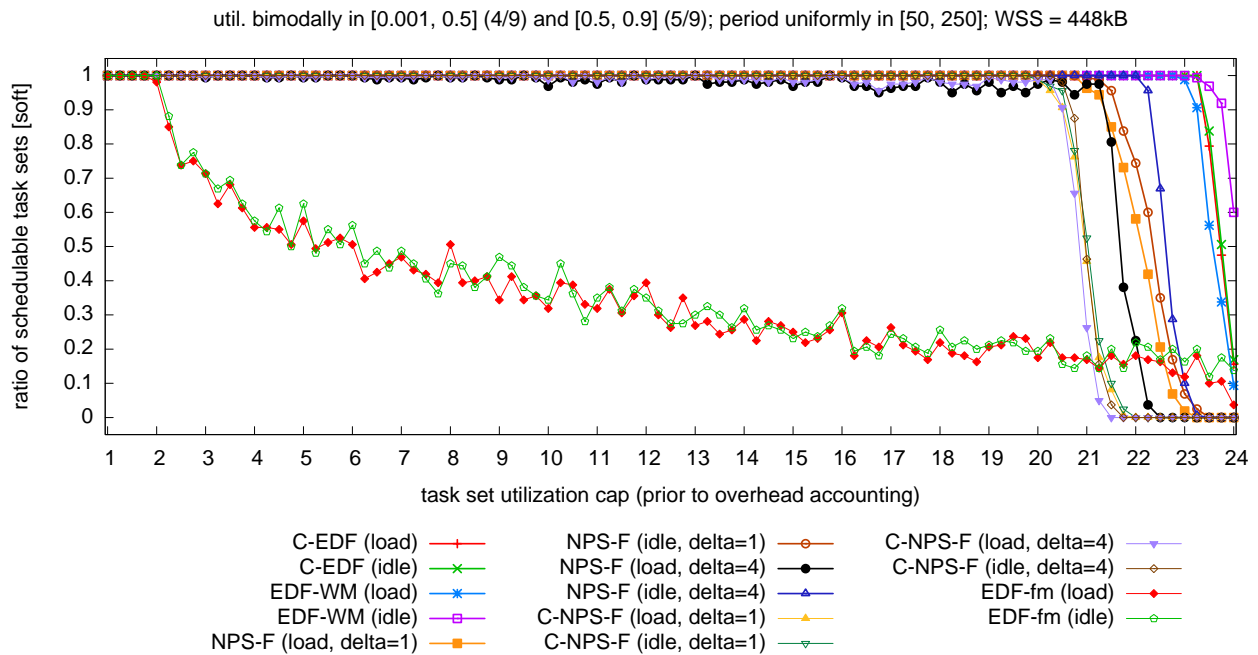 util. bimodally in [0.001, 0.5] (4/9) and [0.5, 0.9] (5/9); period uniformly in [50, 250]; WSS = 448kB
ratio of schedulable task sets [soft]
1
0.9
0.8
0.7
0.6
0.5
0.4
0.3
0.2
0.1
0
1 2 3 4 5 6 7 8 9 10 11 12 13 14 15 16 17 18 19 20 21 22 23 24
task set utilization cap (prior to overhead accounting)
C-EDF (load)
C-EDF (idle)
EDF-WM (load)
EDF-WM (idle)
NPS-F (load, delta=1)
NPS-F (idle, delta=1)
NPS-F (load, delta=4)
NPS-F (idle, delta=4)
C-NPS-F (load, delta=1)
C-NPS-F (idle, delta=1)
C-NPS-F (load, delta=4)
C-NPS-F (idle, delta=4)
EDF-fm (load)
EDF-fm (idle)